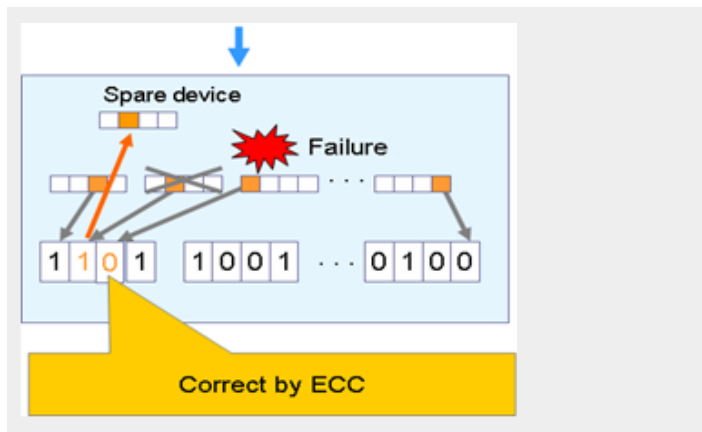 Spare device
Failure
. . .
1 1 0 1 1 0 0 1 . . . 0 1 0 0
Correct by ECC